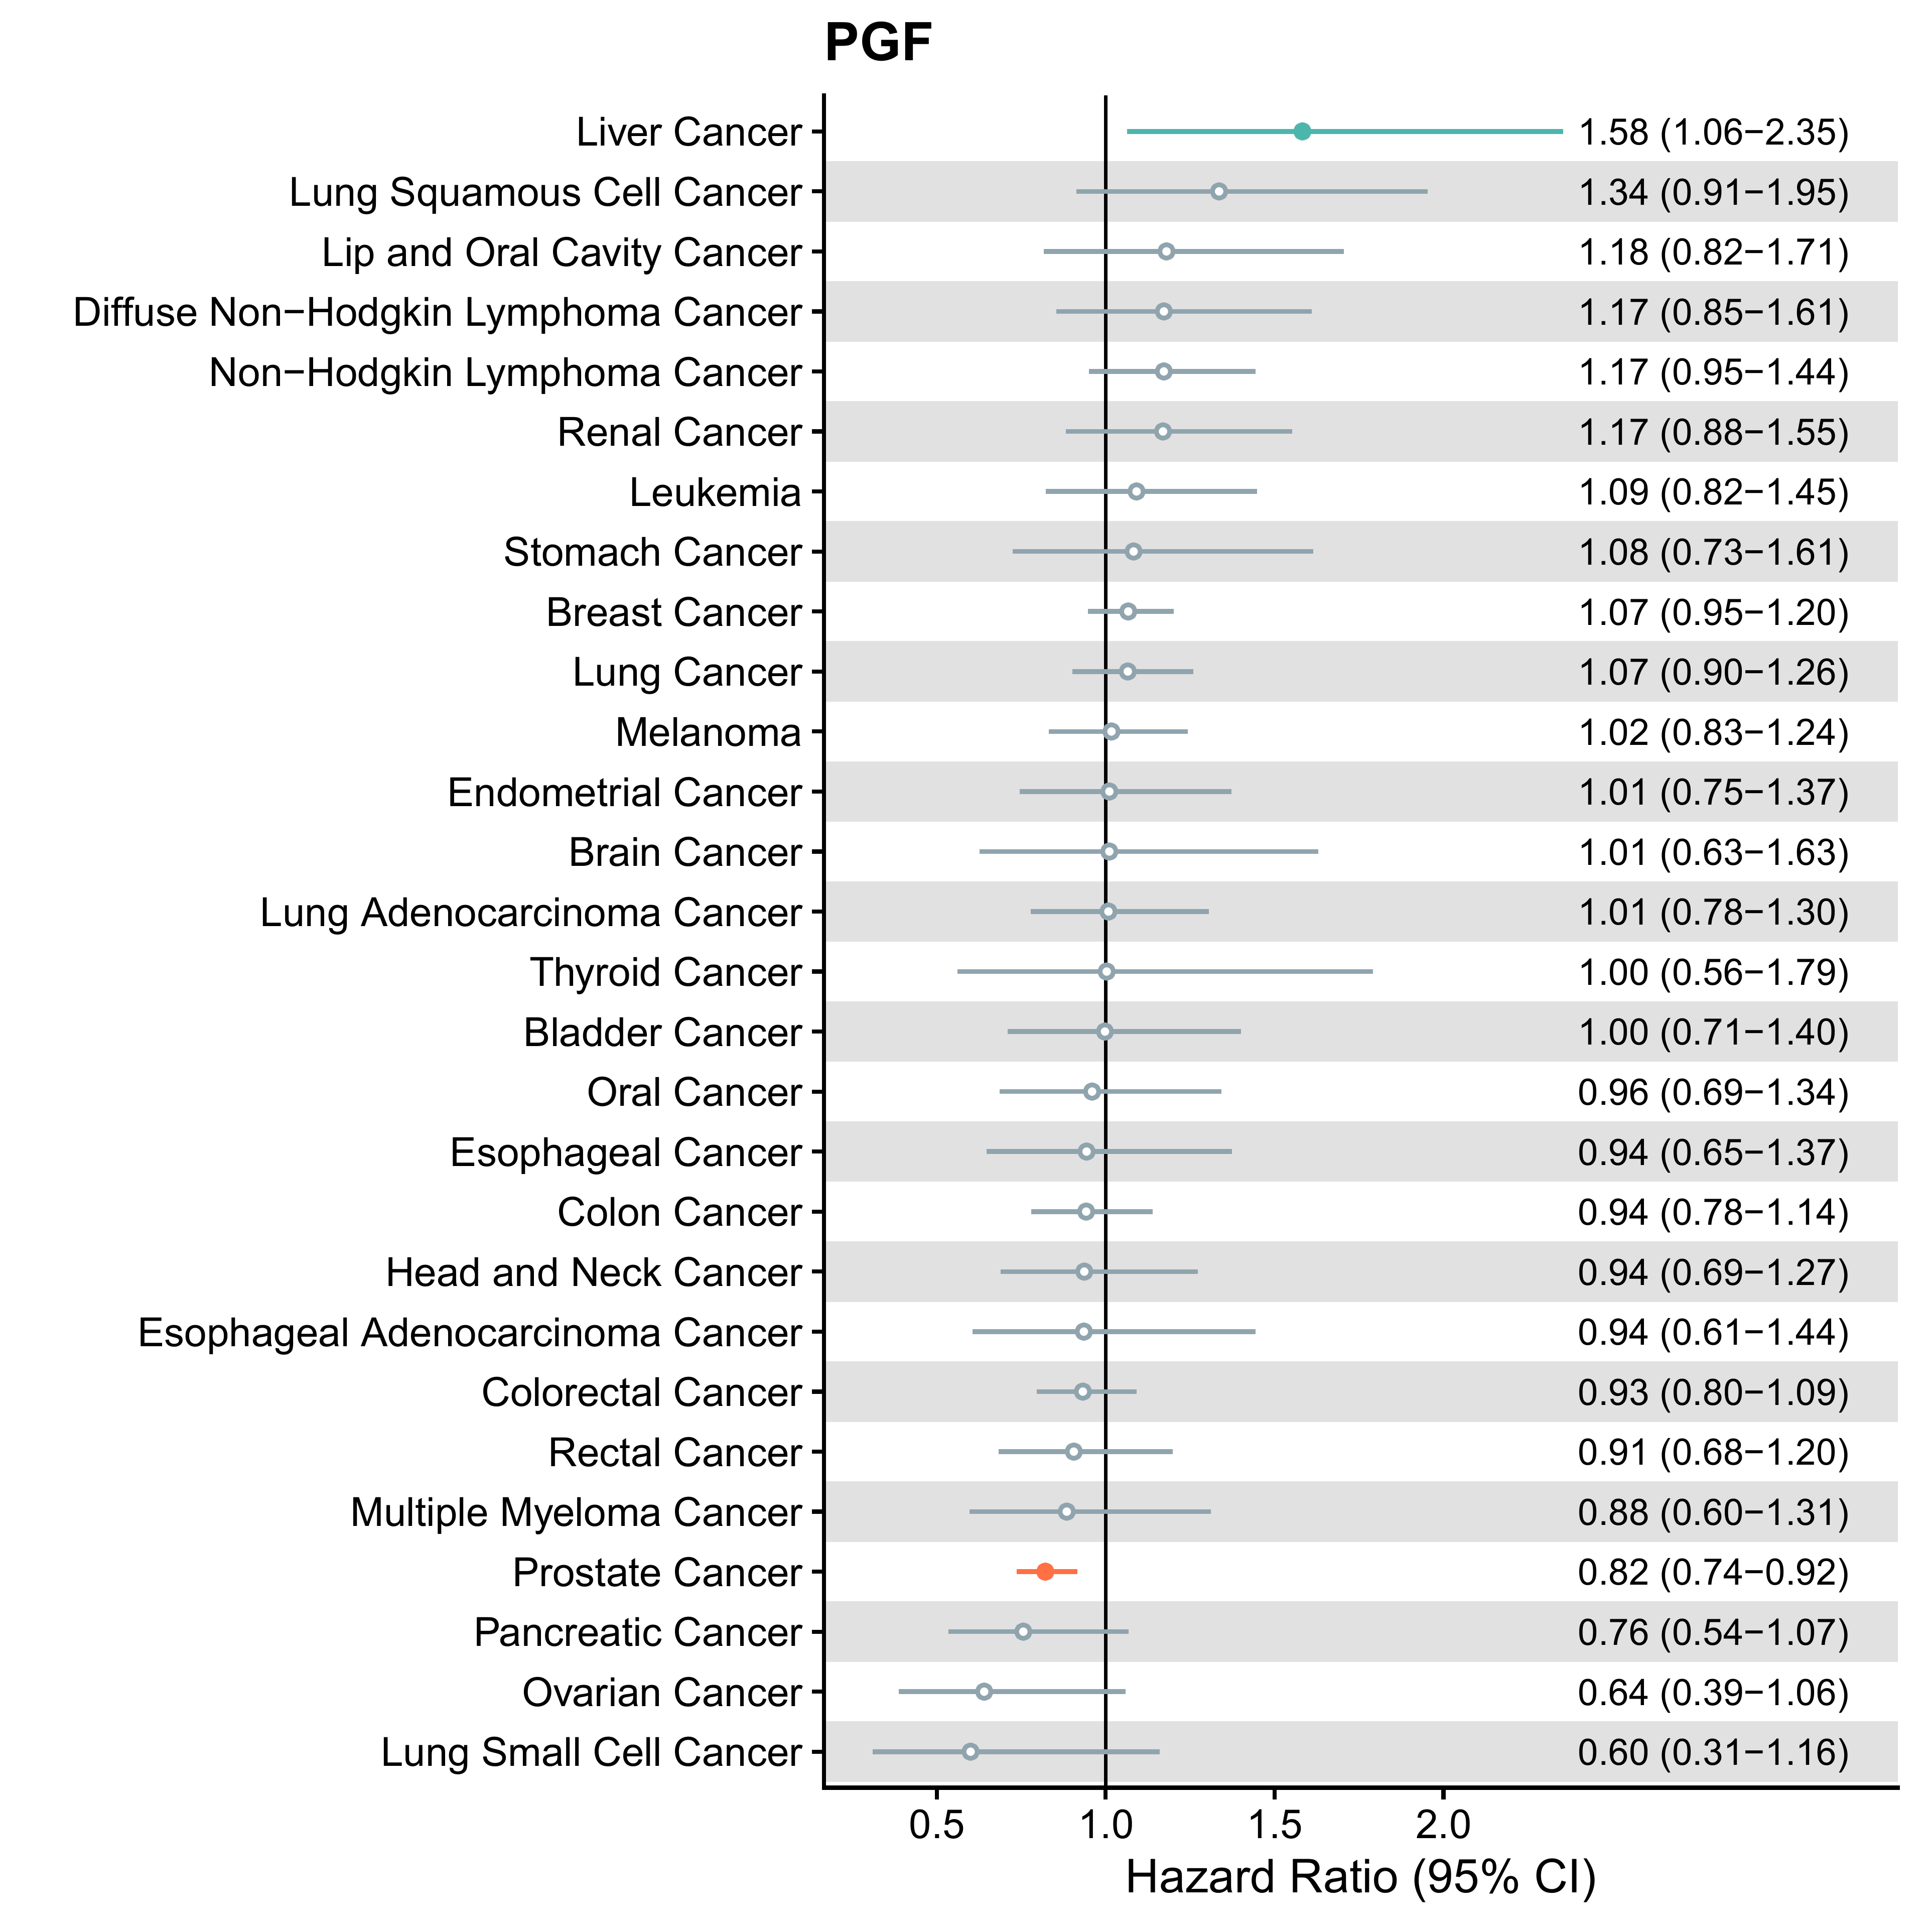 PGF
Liver Cancer 1.58 (1.06−2.35)
Lung Squamous Cell Cancer 1.34 (0.91−1.95)
Lip and Oral Cavity Cancer 1.18 (0.82−1.71)
Diffuse Non−Hodgkin Lymphoma Cancer 1.17 (0.85−1.61)
Non−Hodgkin Lymphoma Cancer 1.17 (0.95−1.44)
Renal Cancer 1.17 (0.88−1.55)
Leukemia 1.09 (0.82−1.45)
Stomach Cancer 1.08 (0.73−1.61)
Breast Cancer 1.07 (0.95−1.20)
Lung Cancer 1.07 (0.90−1.26)
Melanoma 1.02 (0.83−1.24)
Endometrial Cancer 1.01 (0.75−1.37)
Brain Cancer 1.01 (0.63−1.63)
Lung Adenocarcinoma Cancer 1.01 (0.78−1.30)
Thyroid Cancer 1.00 (0.56−1.79)
Bladder Cancer 1.00 (0.71−1.40)
Oral Cancer 0.96 (0.69−1.34)
Esophageal Cancer 0.94 (0.65−1.37)
Colon Cancer 0.94 (0.78−1.14)
Head and Neck Cancer 0.94 (0.69−1.27)
Esophageal Adenocarcinoma Cancer 0.94 (0.61−1.44)
Colorectal Cancer 0.93 (0.80−1.09)
Rectal Cancer 0.91 (0.68−1.20)
Multiple Myeloma Cancer 0.88 (0.60−1.31)
Prostate Cancer 0.82 (0.74−0.92)
Pancreatic Cancer 0.76 (0.54−1.07)
Ovarian Cancer 0.64 (0.39−1.06)
Lung Small Cell Cancer 0.60 (0.31−1.16)
0.5 1.0 1.5 2.0
Hazard Ratio (95% CI)